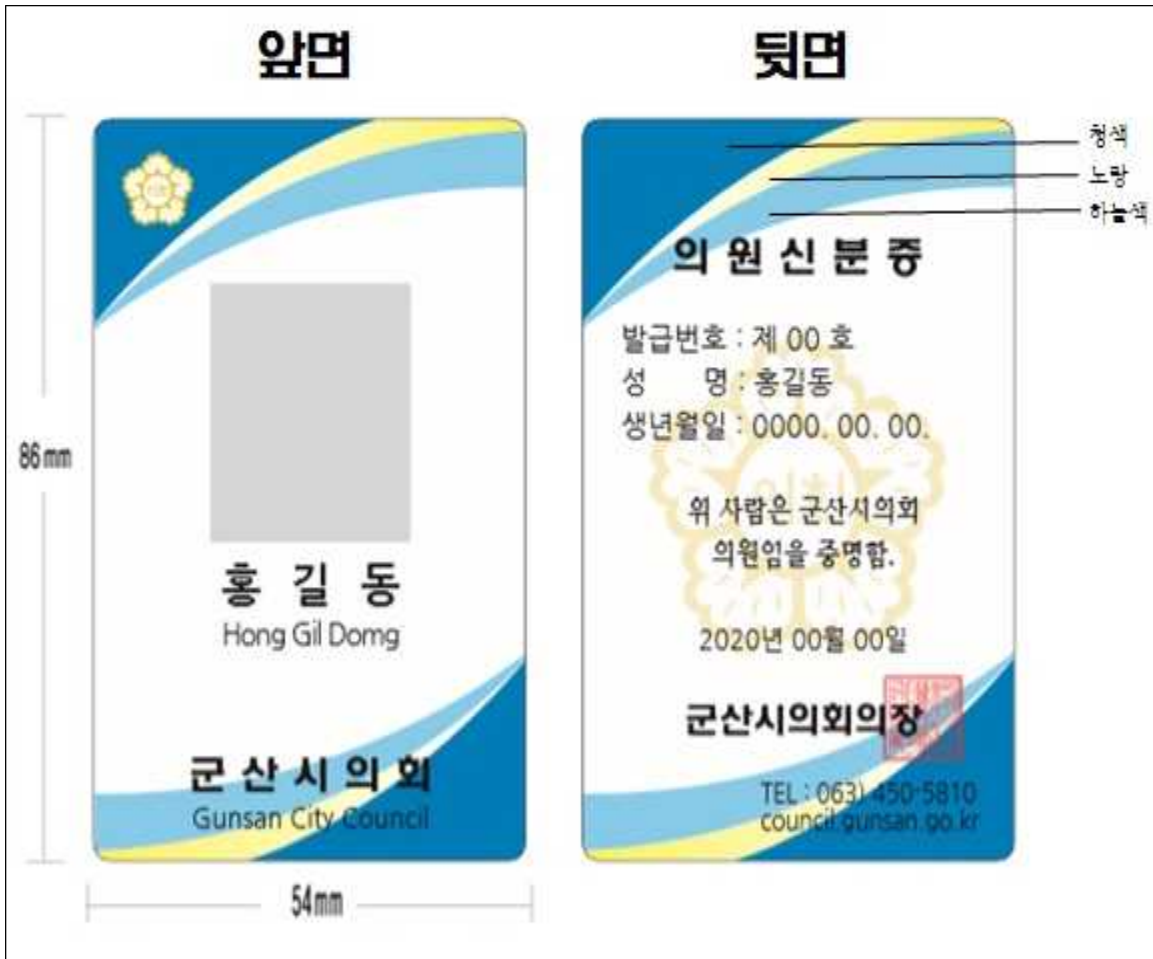 앞면
뒷면
청색
노랑
하늘색
86mm
54mm
홍 길 동
Hong Gil Domg
군 산 시 의 회
Gunsan City Council
의 원 신 분 증
발급번호 : 제 00 호
성 명 : 홍길동
생년월일 : 0000. 00. 00.
위 사람은 군산시의회
의원임을 증명함.
2020년 00월 00일
군산시의회의장
TEL : 063) 450-5810
council.gunsan.go.kr